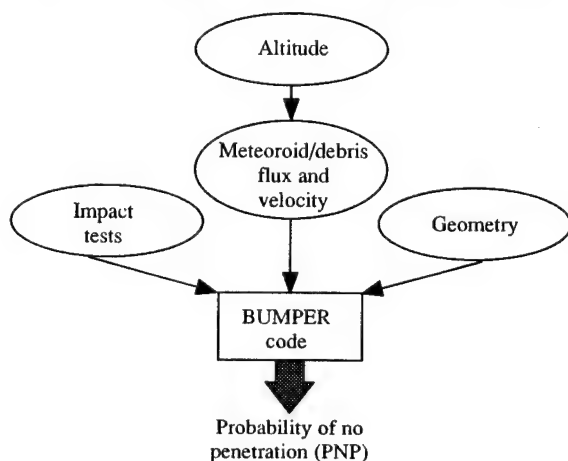 Altitude
Meteoroid/debris
flux and
velocity
Impact
tests
Geometry
BUMPER
code
Probability of no
penetration (PNP)